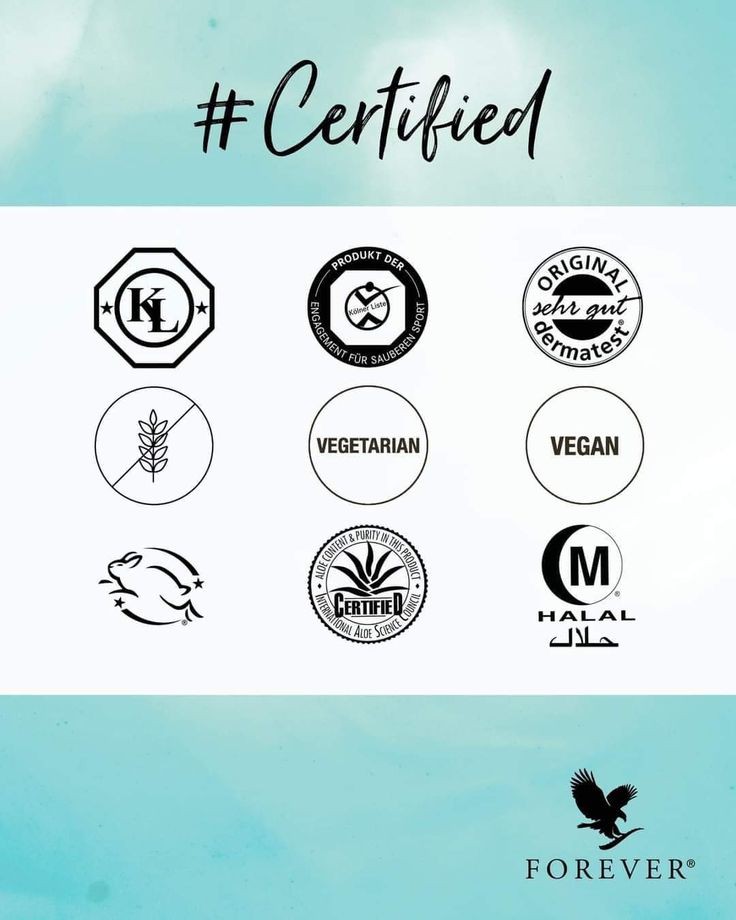 #Certified
KL
PRODUKT DER
Kölner Liste
ENGAGEMENT FÜR SAUBEREN SPORT
ORIGINAL
sehr gut
dermatest®
VEGETARIAN
VEGAN
®
ALOE CONTENT & PURITY IN THIS PRODUCT
CERTIFIED
INTERNATIONAL ALOE SCIENCE COUNCIL
M
®
HALAL
حلال
FOREVER®